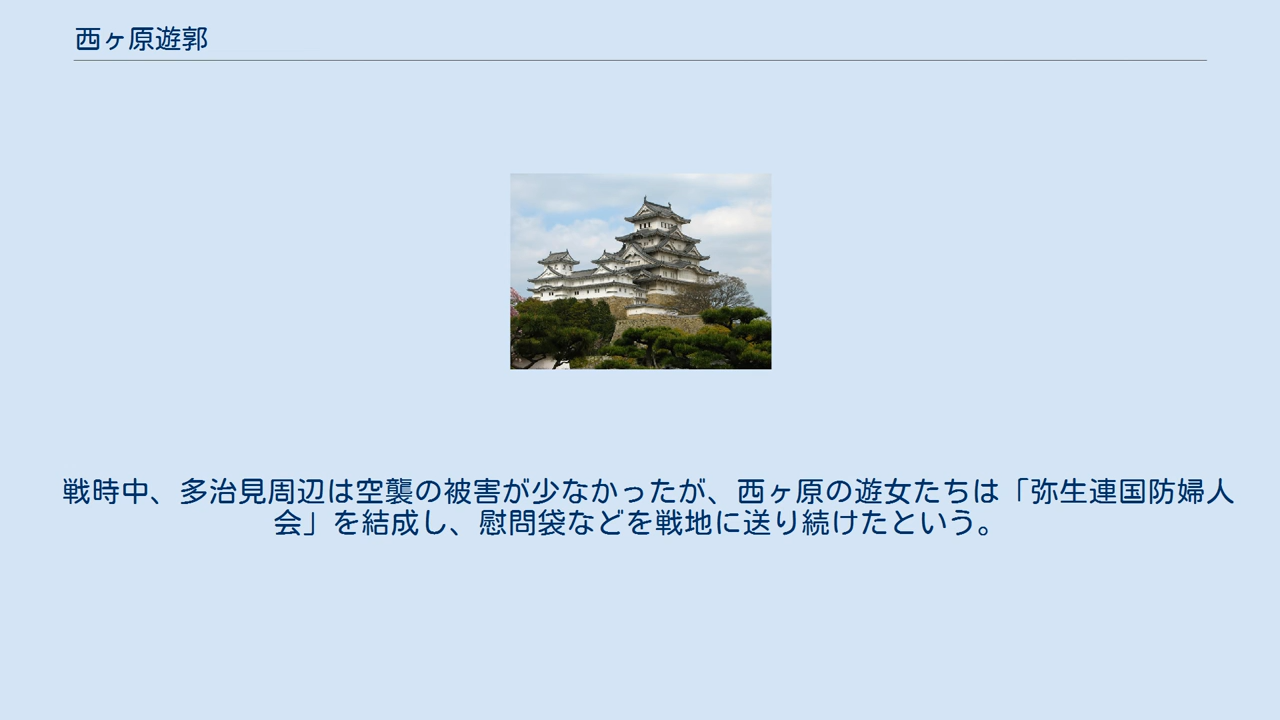 西ヶ原遊郭
戦時中、多治見周辺は空襲の被害が少なかったが、西ヶ原の遊女たちは「弥生連国防婦人
会」を結成し、慰問袋などを戦地に送り続けたという。